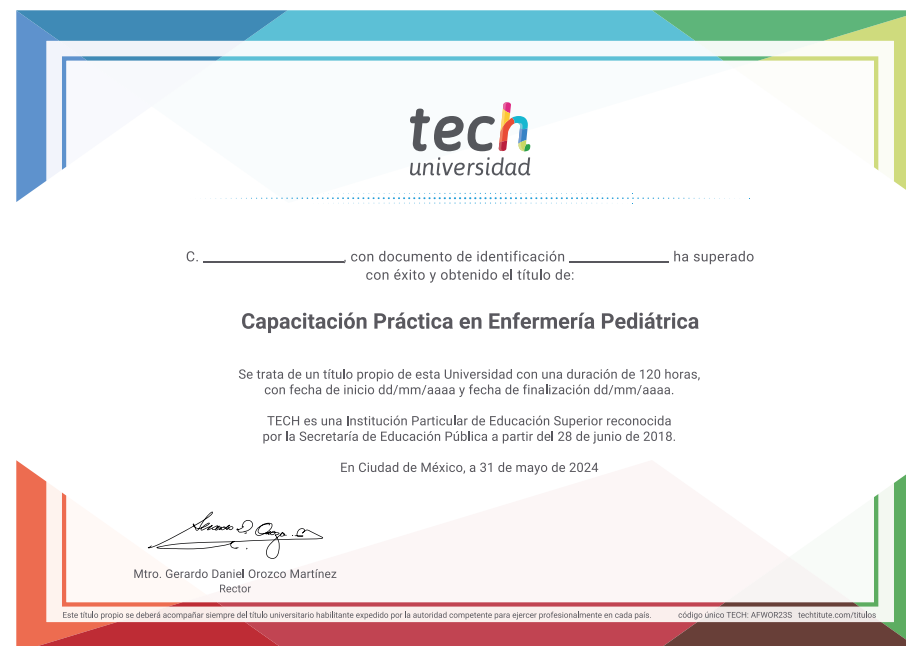 tech
universidad
C. ____________, con documento de identificación ____________ ha superado
con éxito y obtenido el título de:
Capacitación Práctica en Enfermería Pediátrica
Se trata de un título propio de esta Universidad con una duración de 120 horas,
con fecha de inicio dd/mm/aaaa y fecha de finalización dd/mm/aaaa.
TECH es una Institución Particular de Educación Superior reconocida
por la Secretaría de Educación Pública a partir del 28 de junio de 2018.
En Ciudad de México, a 31 de mayo de 2024
Mtro. Gerardo Daniel Orozco Martínez
Rector
Este título propio se deberá acompañar siempre del título universitario habilitante expedido por la autoridad competente para ejercer profesionalmente en cada país. código único TECH: AFWOR23S techtitute.com/titulos